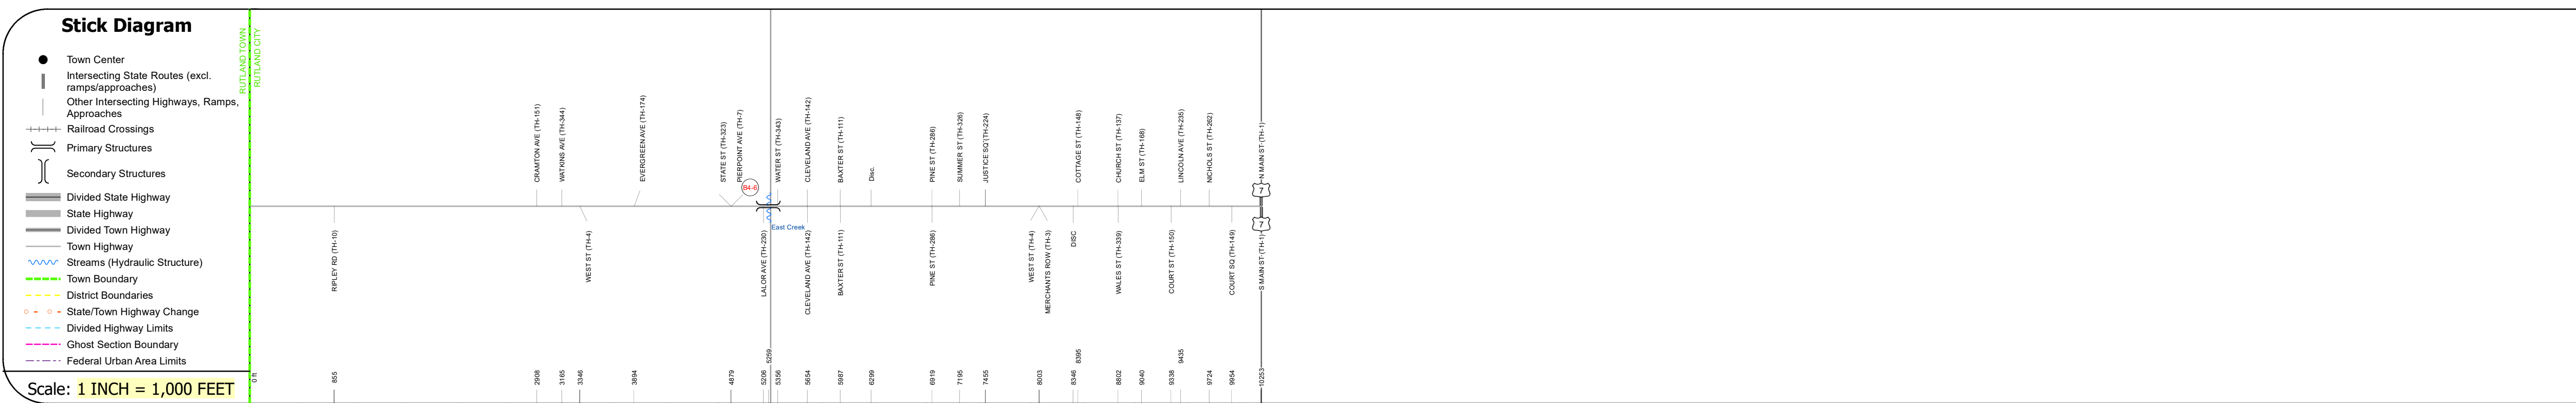 Stick Diagram
Town Center
Intersecting State Routes (excl.
ramps/approaches)
Other Intersecting Highways, Ramps,
Approaches
Railroad Crossings
Primary Structures
Secondary Structures
Divided State Highway
State Highway
Divided Town Highway
Town Highway
Streams (Hydraulic Structure)
Town Boundary
District Boundaries
State/Town Highway Change
Divided Highway Limits
Ghost Section Boundary
Federal Urban Area Limits
Scale: 1 INCH = 1,000 FEET
RUTLAND TOWN
RUTLAND CITY
CRAMTON AVE (TH-151)
WATKINS AVE (TH-344)
EVERGREEN AVE (TH-174)
STATE ST (TH-323)
PIERPOINT AVE (TH-7)
B4-6
WATER ST (TH-343)
CLEVELAND AVE (TH-142)
BAXTER ST (TH-111)
Disc.
PINE ST (TH-286)
SUMMER ST (TH-326)
JUSTICE SQ (TH-224)
COTTAGE ST (TH-148)
CHURCH ST (TH-137)
ELM ST (TH-168)
LINCOLN AVE (TH-235)
NICHOLS ST (TH-262)
N MAIN ST (TH-1)
7
7
RIPLEY RD (TH-10)
WEST ST (TH-4)
LALOR AVE (TH-230)
East Creek
CLEVELAND AVE (TH-142)
BAXTER ST (TH-111)
PINE ST (TH-286)
WEST ST (TH-4)
MERCHANTS ROW (TH-3)
DISC
WALES ST (TH-339)
COURT ST (TH-150)
COURT SQ (TH-149)
S MAIN ST (TH-1)
0 ft
855
2908
3165
3346
3894
4879
5206
5259
5356
5654
5987
6299
6919
7195
7455
8003
8346
8395
8802
9040
9338
9435
9724
9954
10253